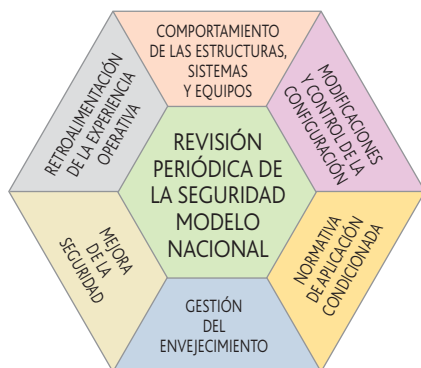 COMPORTAMIENTO
DE LAS ESTRUCTURAS,
SISTEMAS
Y EQUIPOS
MODIFICACIONES
Y CONTROL DE LA
CONFIGURACIÓN
NORMATIVA
DE APLICACIÓN
CONDICIONADA
GESTIÓN
DEL
ENVEJECIMIENTO
MEJORA
DE LA
SEGURIDAD
RETROALIMENTACIÓN
DE LA EXPERIENCIA
OPERATIVA
REVISIÓN
PERIÓDICA DE
LA SEGURIDAD
MODELO
NACIONAL